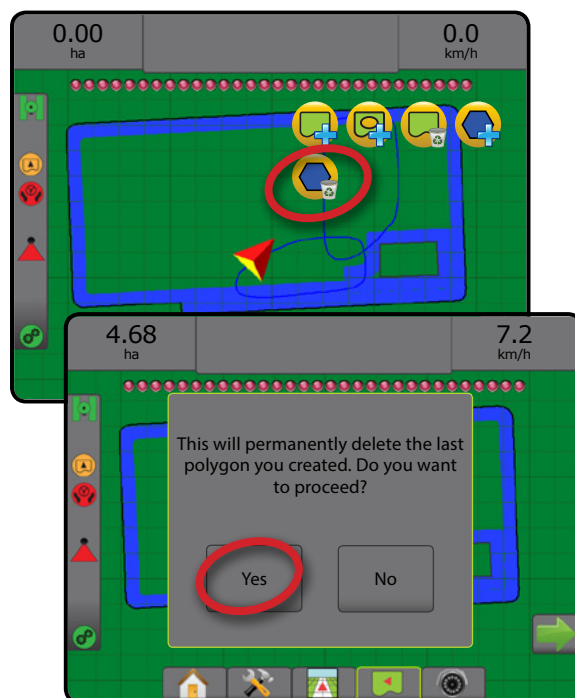 0.00
ha
0.0
km/h
4.68
ha
7.2
km/h
This will permanently delete the last
polygon you created. Do you want
to proceed?
Yes
No